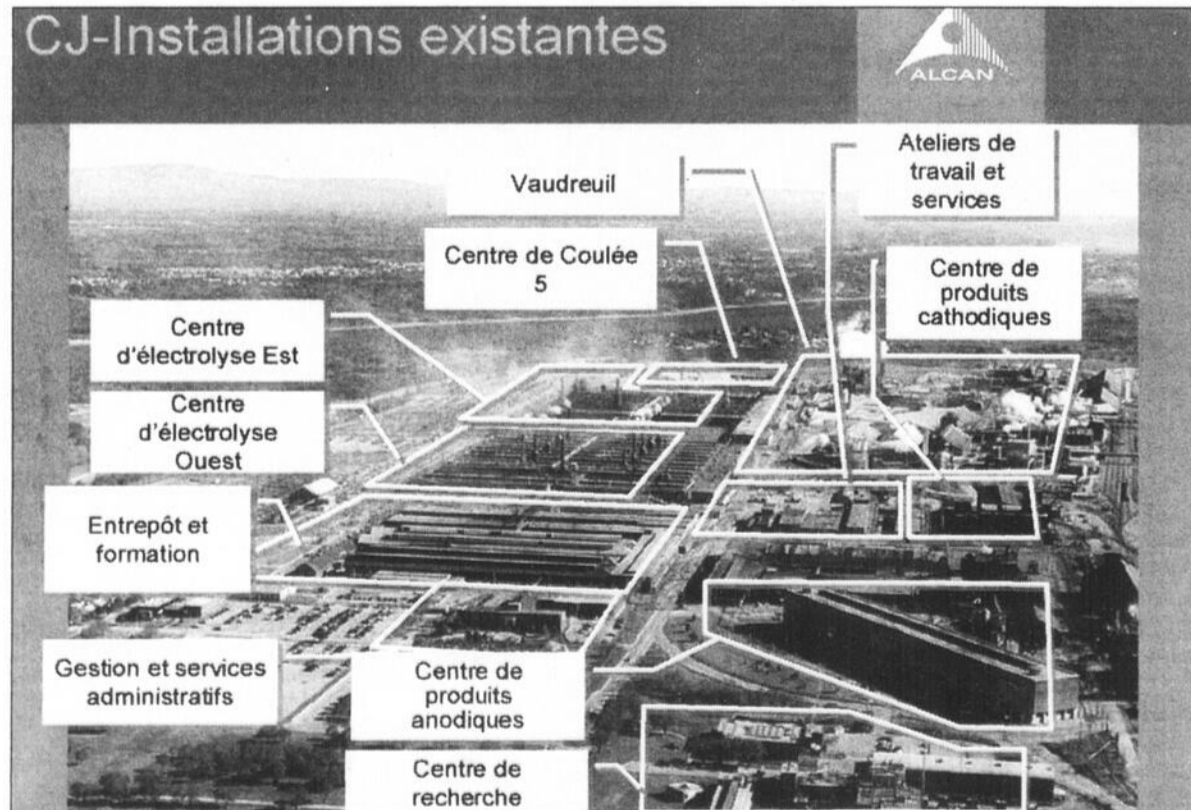 CJ-Installations existantes
ALCAN
Ateliers de
travail et
services
Vaudreuil
Centre de Coulée
5
Centre de
produits
cathodiques
Centre
d'électrolyse Est
Centre
d'électrolyse
Ouest
Entrepôt et
formation
Gestion et services
administratifs
Centre de
produits
anodiques
Centre de
recherche